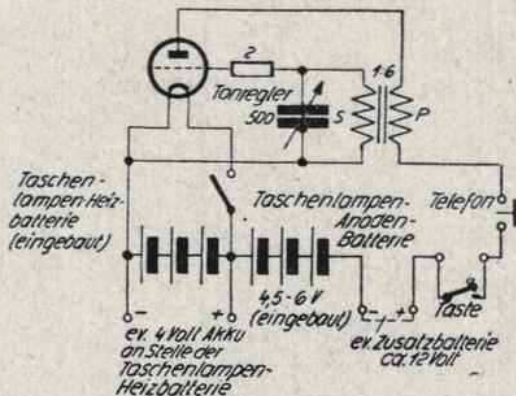 2
1·6
Tonregler
500
S
P
Taschen-
lampen-Heiz-
batterie
(eingebaut)
Taschenlampen-
Anoden-
Batterie
Telefon
4,5-6 V
(eingebaut)
Taste
-
+
-
+
ev. 4 Volt Akku
an Stelle der
Taschenlampen-
Heizbatterie
ev. Zusatzbatterie
ca. 12 Volt